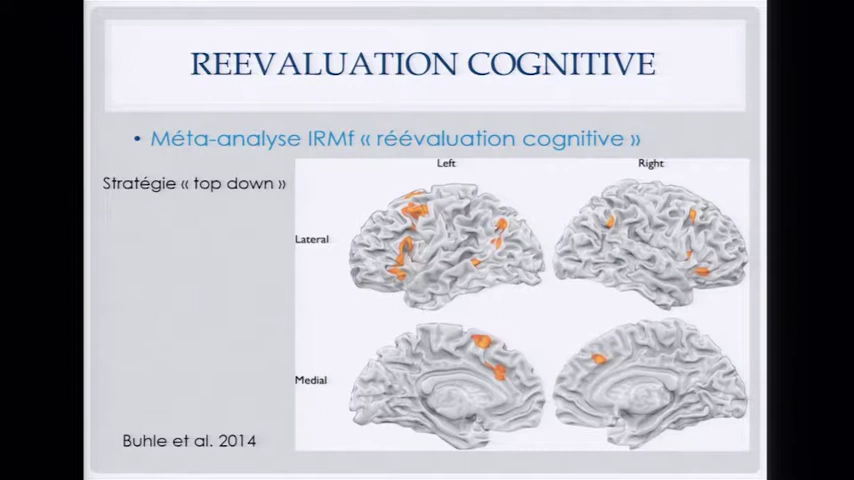 REEVALUATION COGNITIVE
• Méta-analyse IRMf « réévaluation cognitive »
Stratégie « top down »
Left
Right
Lateral
Medial
Buhle et al. 2014